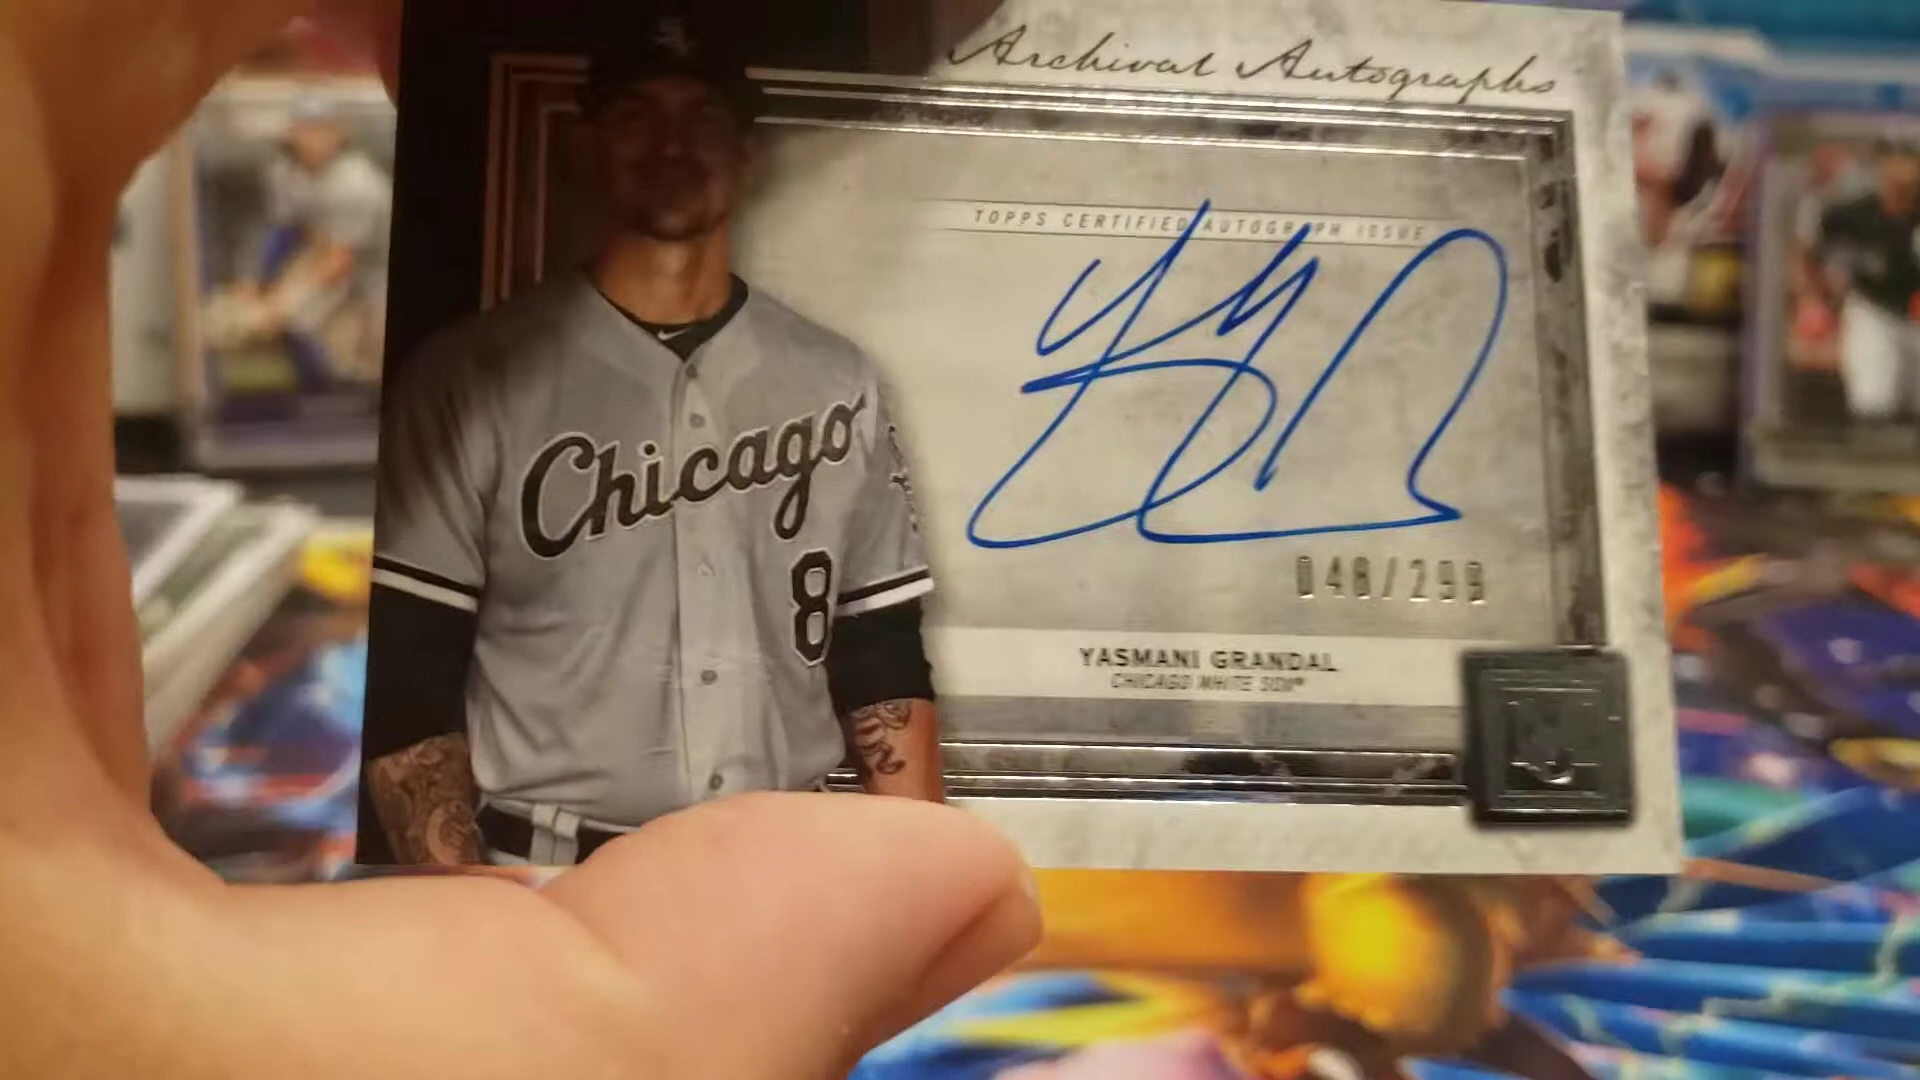 Archival Autographs
TOPPS CERTIFIED AUTOGRAPH ISSUE
Chicago
8
048/299
YASMANI GRANDAL
CHICAGO WHITE SOX®